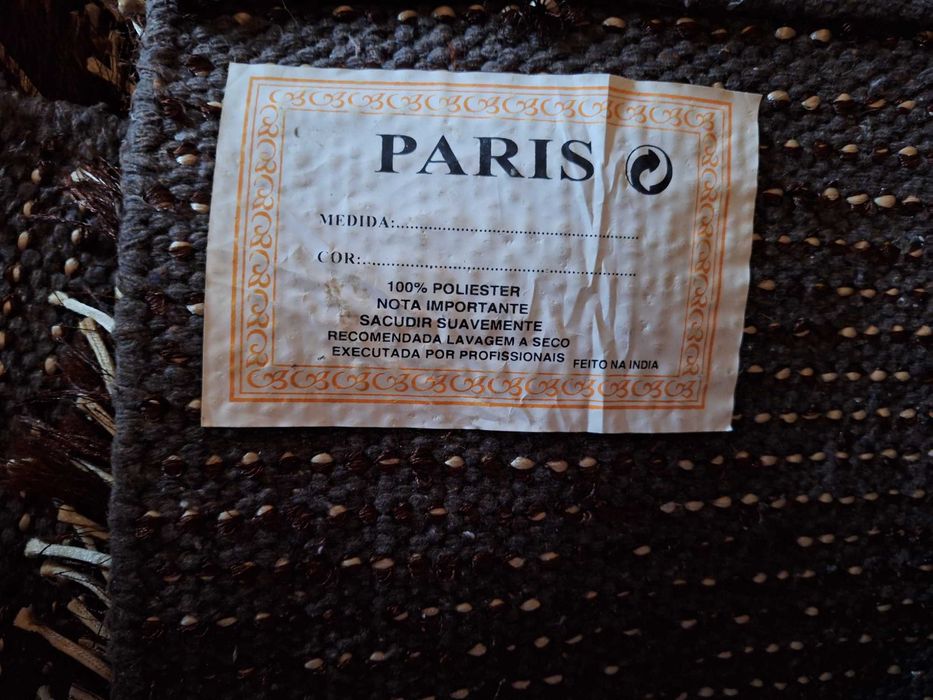 PARIS
MEDIDA:..........................................................
COR:..................................................................
100% POLIESTER
NOTA IMPORTANTE
SACUDIR SUAVEMENTE
RECOMENDADA LAVAGEM A SECO
EXECUTADA POR PROFISSIONAIS FEITO NA INDIA